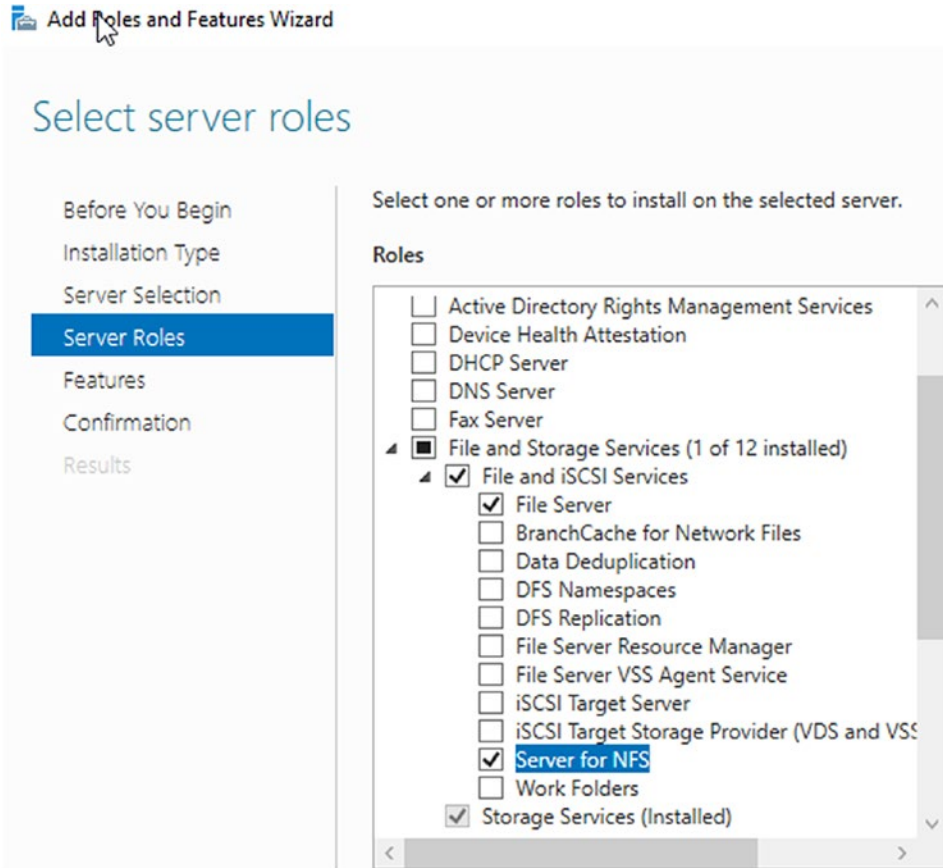 Add Roles and Features Wizard
Select server roles
Before You Begin
Installation Type
Server Selection
Server Roles
Features
Confirmation
Results
Select one or more roles to install on the selected server.
Roles
Active Directory Rights Management Services
Device Health Attestation
DHCP Server
DNS Server
Fax Server
File and Storage Services (1 of 12 installed)
File and iSCSI Services
File Server
BranchCache for Network Files
Data Deduplication
DFS Namespaces
DFS Replication
File Server Resource Manager
File Server VSS Agent Service
iSCSI Target Server
iSCSI Target Storage Provider (VDS and VSS
Server for NFS
Work Folders
Storage Services (Installed)